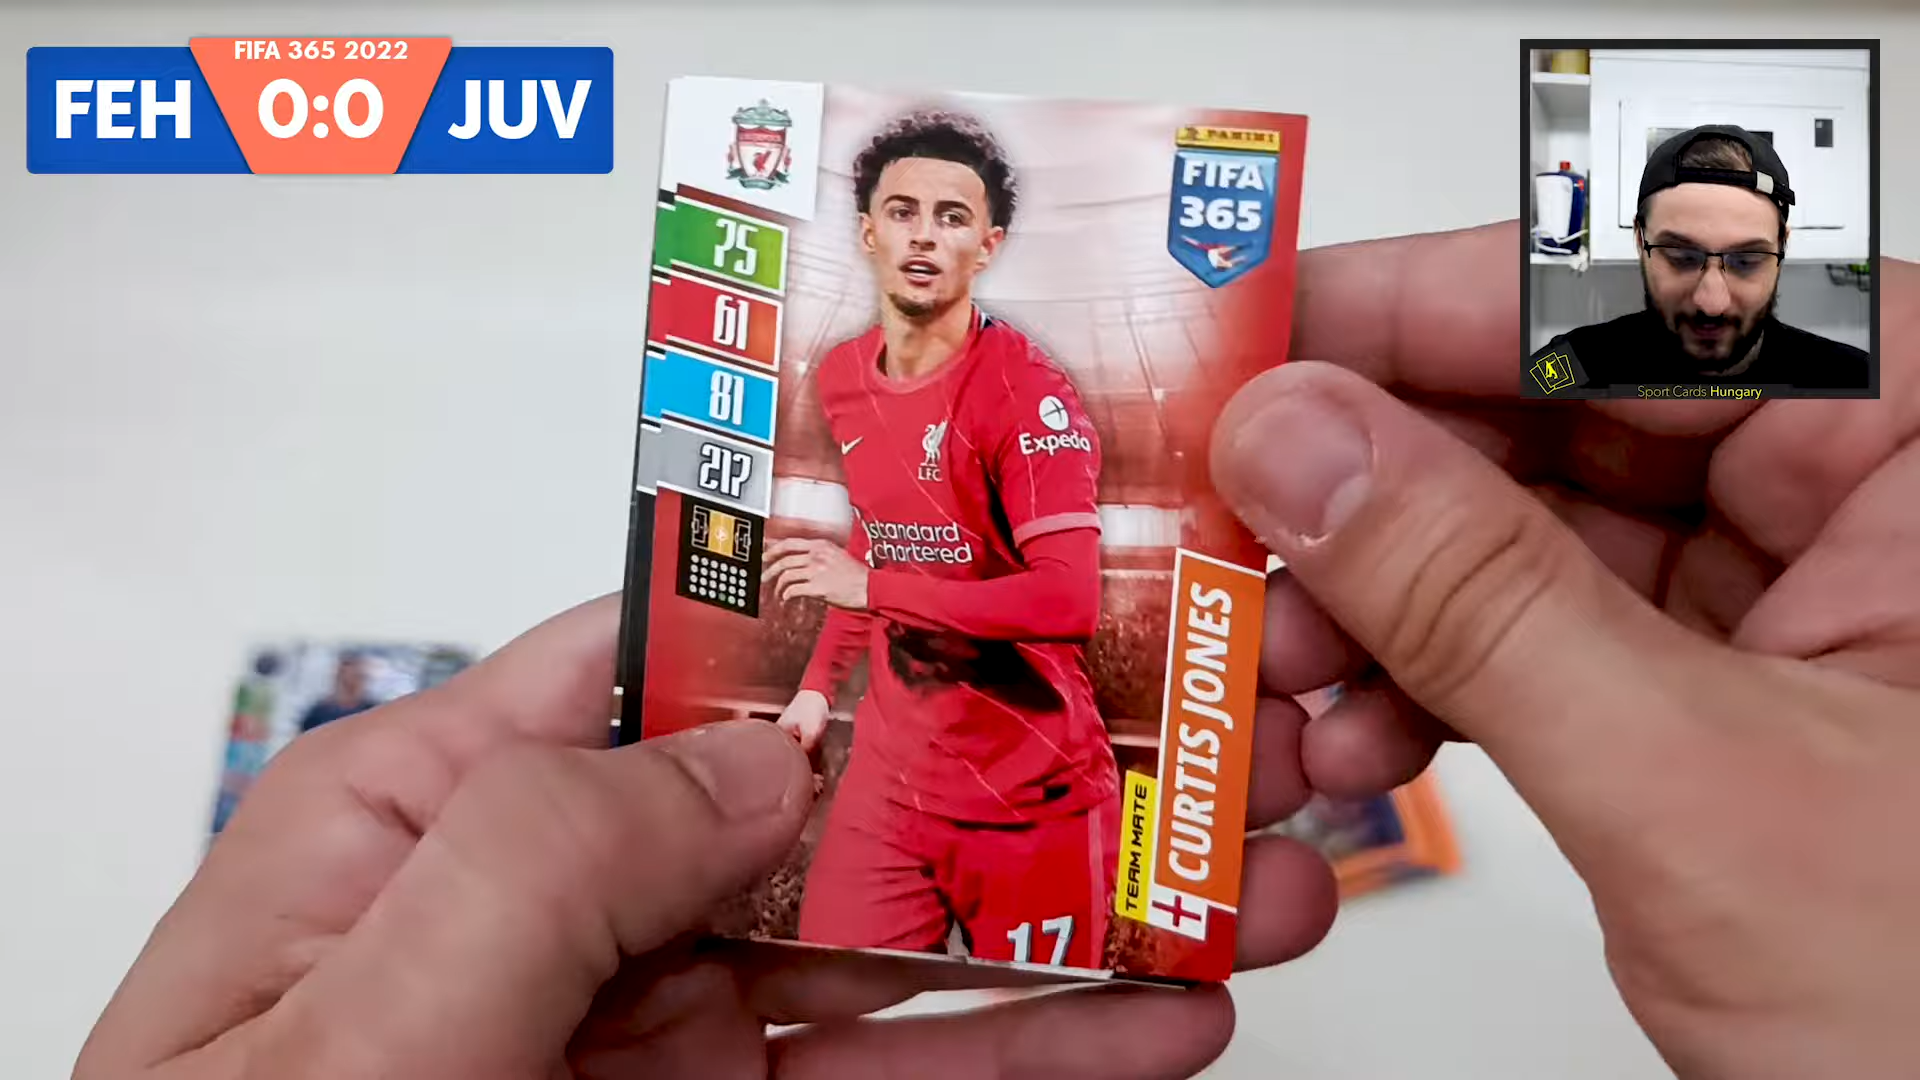 FIFA 365 2022
FEH 0:0 JUV
PANINI
FIFA
365
75
61
81
217
Expedia
LFC
standard
chartered
17
TEAM MATE
CURTIS JONES
Sport Cards Hungary